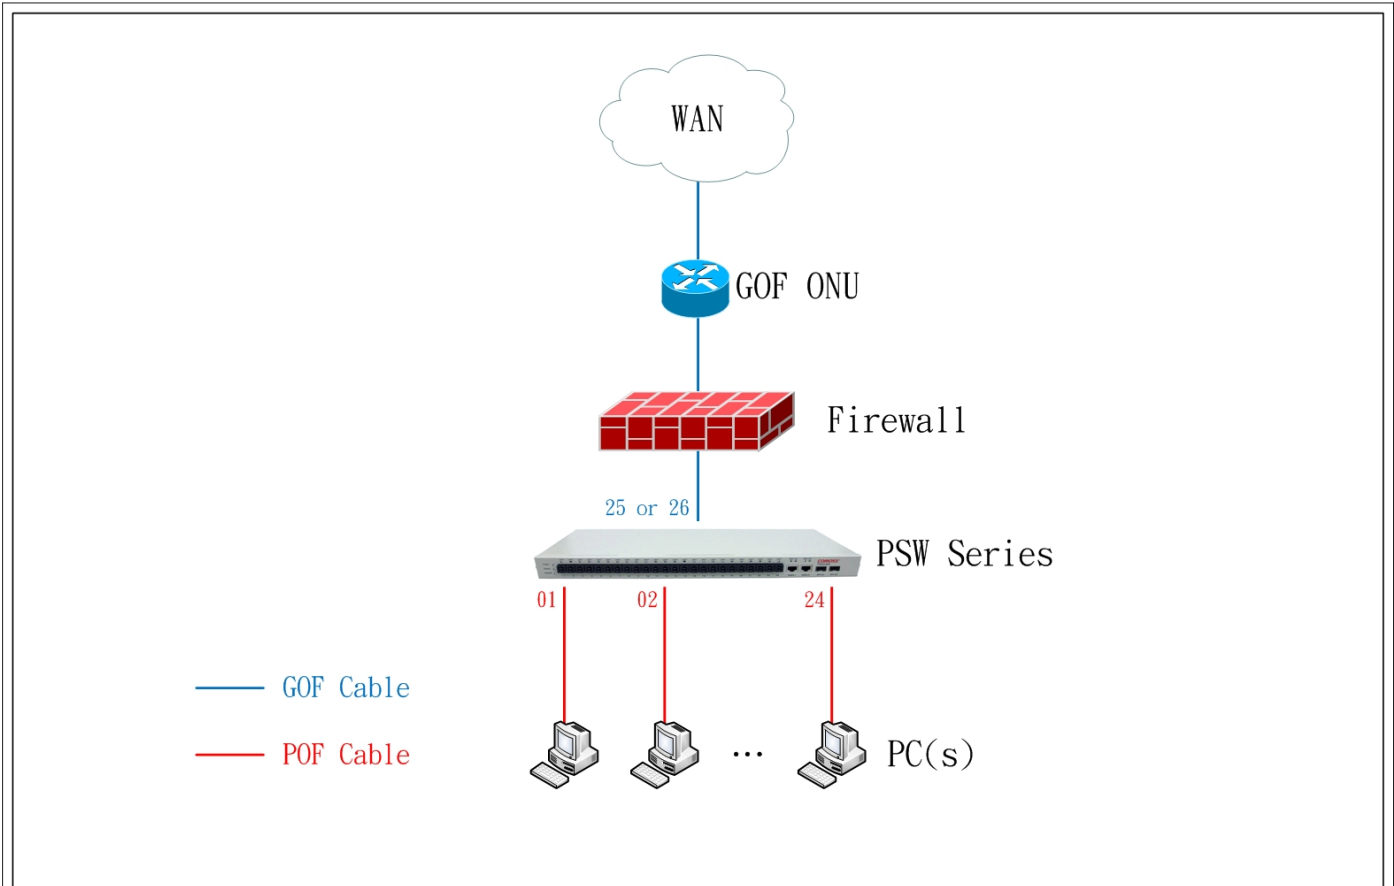 WAN
GOF ONU
Firewall
25 or 26
PSW Series
01 02 24
GOF Cable
POF Cable
... PC(s)